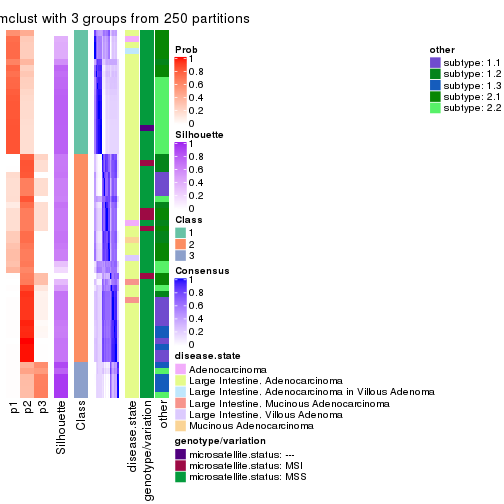 mclust with 3 groups from 250 partitions
Prob
1
0.8
0.6
0.4
0.2
0
Silhouette
1
0.8
0.6
0.4
0.2
0
Class
1
2
3
Consensus
1
0.8
0.6
0.4
0.2
0
disease.state
Adenocarcinoma
Large Intestine. Adenocarcinoma
Large Intestine. Adenocarcinoma in Villous Adenoma
Large Intestine. Mucinous Adenocarcinoma
Large Intestine. Villous Adenoma
Mucinous Adenocarcinoma
genotype/variation
microsatellite.status: ---
microsatellite.status: MSI
microsatellite.status: MSS
other
subtype: 1.1
subtype: 1.2
subtype: 1.3
subtype: 2.1
subtype: 2.2
p1
p2
p3
Silhouette
Class
disease.state
genotype/variation
other